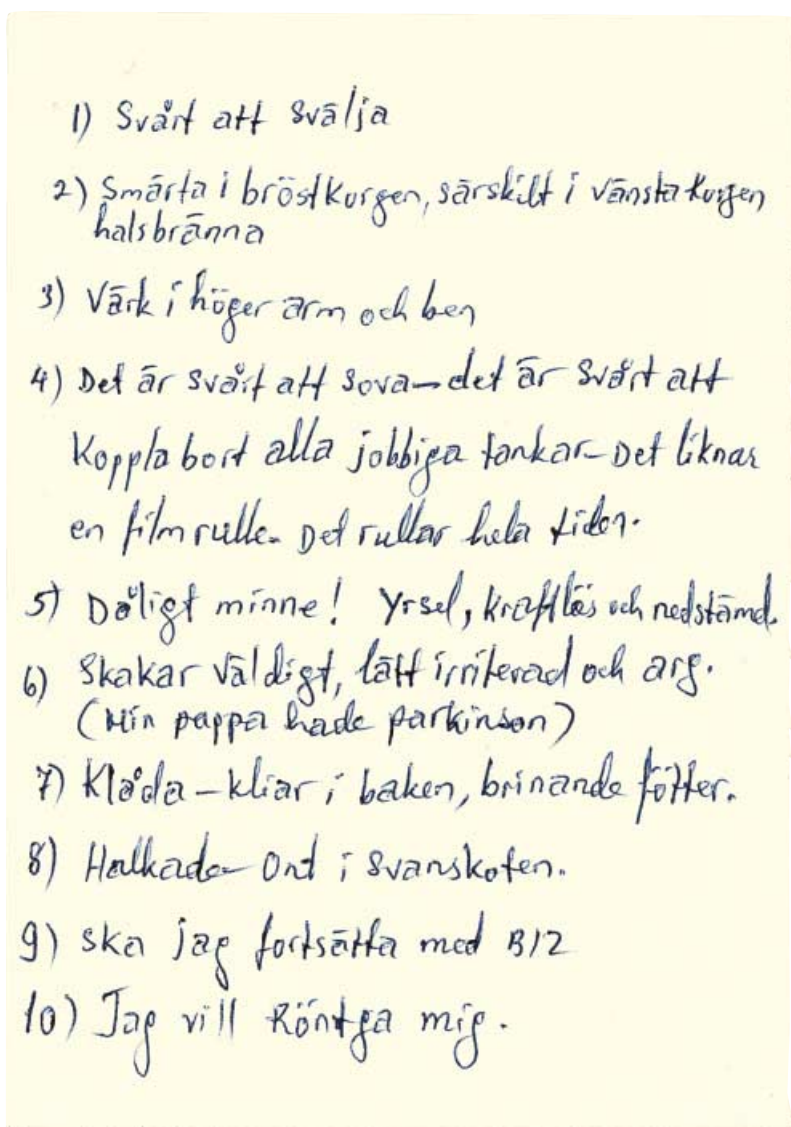 1) Svårt att svälja
2) Smärta i bröstkorgen, särskilt i vänsta korgen
halsbränna
3) Värk i höger arm och ben
4) Det är svårt att sova – det är svårt att
koppla bort alla jobbiga tankar – Det liknar
en filmrulle. Det rullar hela tiden.
5) Dåligt minne! Yrsel, kraftlös och nedstämd.
6) Skakar väldigt, lätt irriterad och arg.
(Min pappa hade parkinson)
7) Klåda – kliar i baken, brinande fötter.
8) Halkade – Ont i svanskoten.
9) Ska jag fortsätta med B12
10) Jag vill Röntga mig.